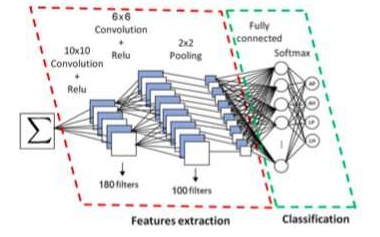 6x6
Convolution
+
Relu
10x10
Convolution
+
Relu
2x2
Pooling
Fully
connected
Softmax
Σ
180 filters
100 filters
Features extraction
Classification